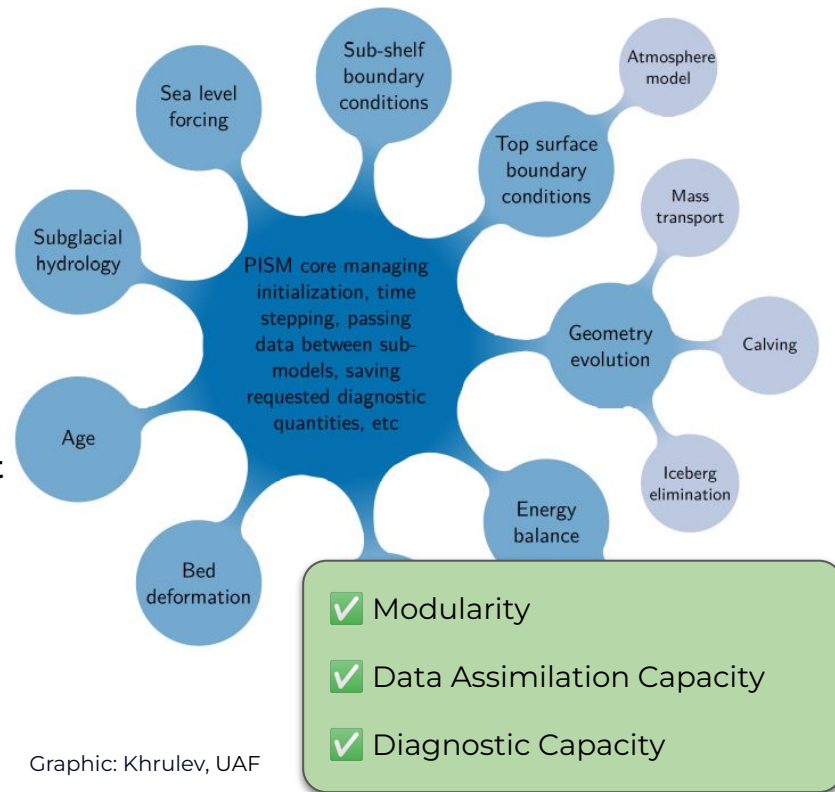 Sub-shelf
boundary
conditions
Atmosphere
model
Sea level
forcing
Top surface
boundary
conditions
Mass
transport
Subglacial
hydrology
PISM core managing
initialization, time
stepping, passing
data between sub-
models, saving
requested diagnostic
quantities, etc
Geometry
evolution
Calving
Age
t
Iceberg
elimination
Energy
balance
Bed
deformation
✅ Modularity
✅ Data Assimilation Capacity
✅ Diagnostic Capacity
Graphic: Khrulev, UAF